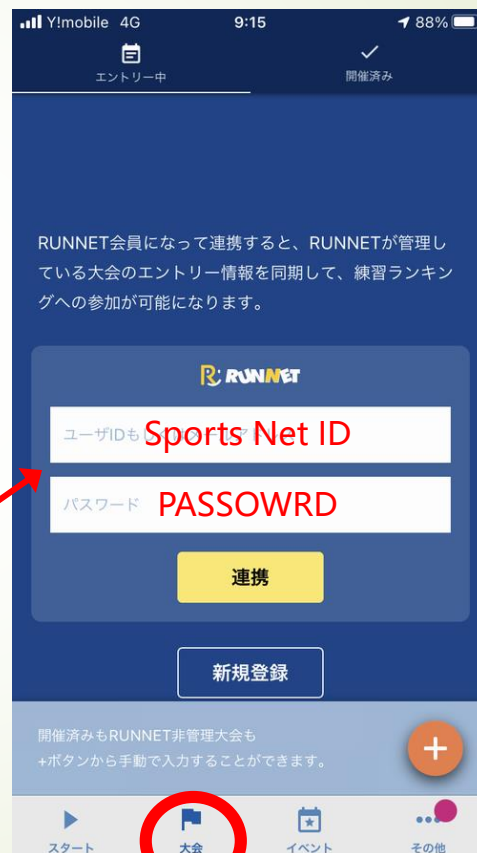 Y!mobile 4G 9:15 88%
エントリー中 開催済み
RUNNET会員になって連携すると、RUNNETが管理し
ている大会のエントリー情報を同期して、練習ランキン
グへの参加が可能になります。
RUNNET
ユーザIDも
Sports Net ID
パスワード PASSOWRD
連携
新規登録
開催済みもRUNNET非管理大会も
+ボタンから手動で入力することができます。
+
スタート 大会 イベント その他